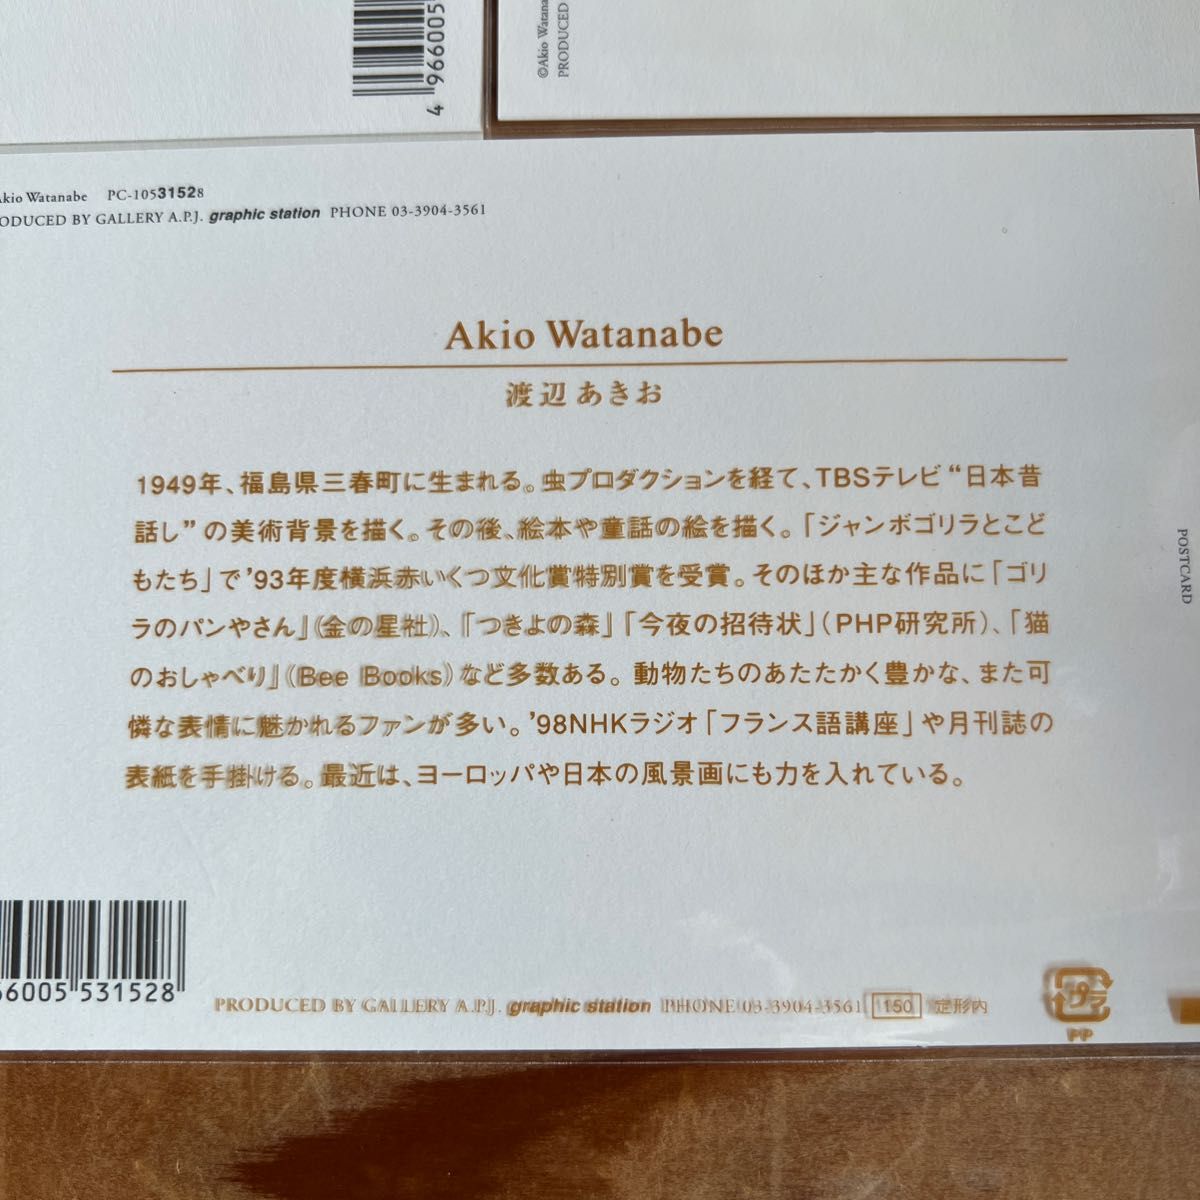 4966005
©Akio Watana
PRODUCED
Akio Watanabe PC-10531528
ODUCED BY GALLERY A.P.J. graphic station PHONE 03-3904-3561
Akio Watanabe
渡辺 あきお
1949年、福島県三春町に生まれる。虫プロダクションを経て、TBSテレビ“日本昔
話し”の美術背景を描く。その後、絵本や童話の絵を描く。「ジャンボゴリラとこど
もたち」で’93年度横浜赤いくつ文化賞特別賞を受賞。そのほか主な作品に「ゴリ
ラのパンやさん」(金の星社)、「つきよの森」「今夜の招待状」(PHP研究所)、「猫
のおしゃべり」(Bee Books)など多数ある。動物たちのあたたかく豊かな、また可
憐な表情に魅かれるファンが多い。’98NHKラジオ「フランス語講座」や月刊誌の
表紙を手掛ける。最近は、ヨーロッパや日本の風景画にも力を入れている。
POSTCARD
66005 531528
PRODUCED BY GALLERY A.P.J. graphic station PHONE 03-3904-3561 150 定形内
プ
PP